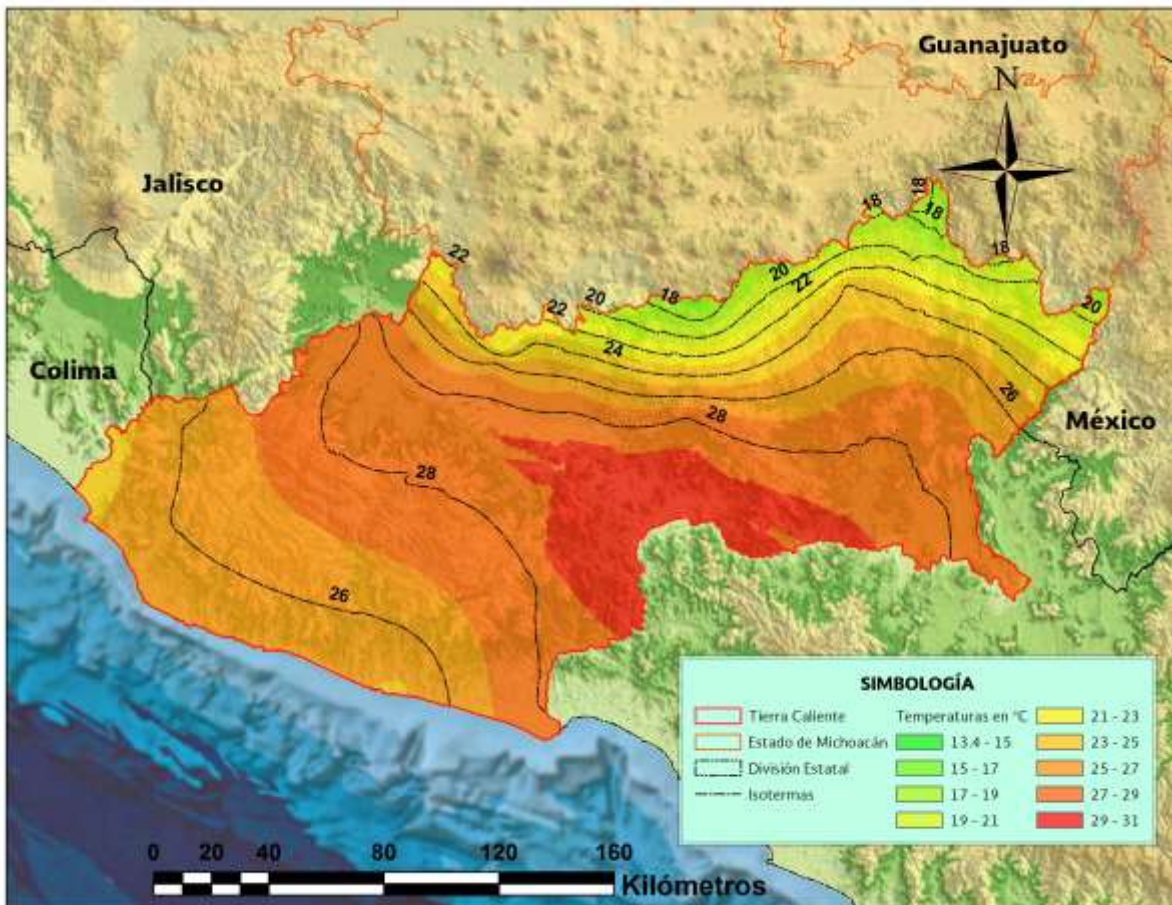 Guanajuato
N
Jalisco
18
18
18
22
18
20
20
22
18
20
22
24
Colima
26
México
28
28
26
SIMBOLOGÍA
Tierra Caliente
Estado de Michoacán
División Estatal
Isotermas
Temperaturas en °C
13.4 - 15
15 - 17
17 - 19
19 - 21
21 - 23
23 - 25
25 - 27
27 - 29
29 - 31
0 20 40 80 120 160
Kilómetros